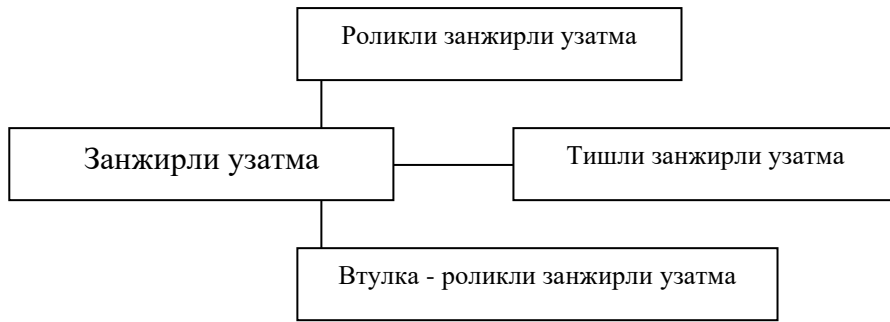 Роликли занжирли узатма
Занжирли узатма
Тишли занжирли узатма
Втулка - роликли занжирли узатма